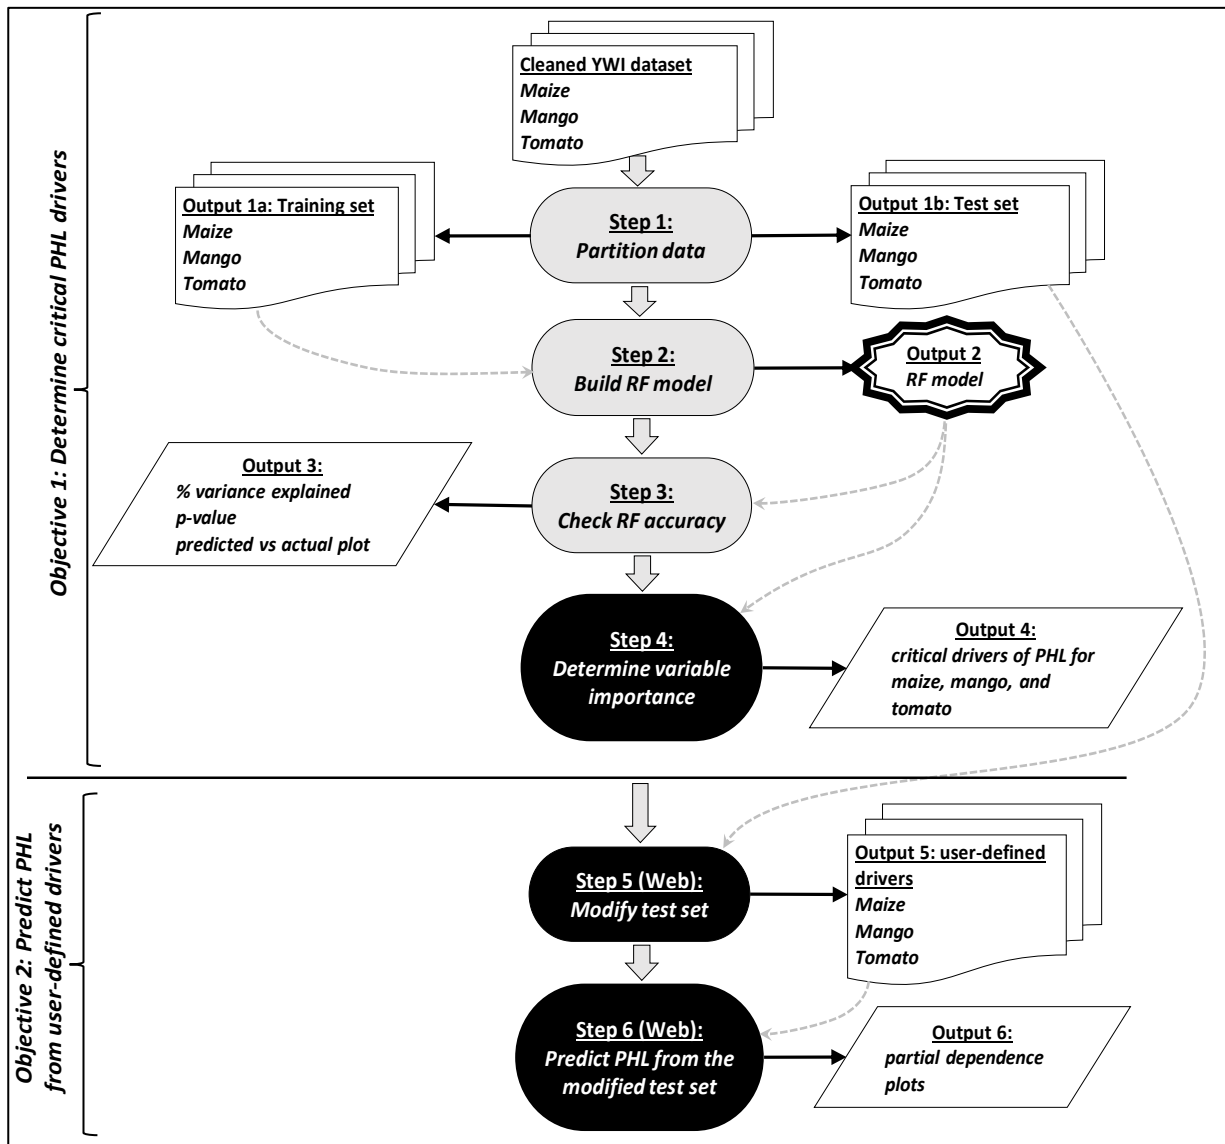 Objective 1: Determine critical PHL drivers
Cleaned YWI dataset
Maize
Mango
Tomato
Output 1a: Training set
Maize
Mango
Tomato
Step 1:
Partition data
Output 1b: Test set
Maize
Mango
Tomato
Step 2:
Build RF model
Output 2
RF model
Output 3:
% variance explained
p-value
predicted vs actual plot
Step 3:
Check RF accuracy
Step 4:
Determine variable
importance
Output 4:
critical drivers of PHL for
maize, mango, and
tomato
Objective 2: Predict PHL
from user-defined drivers
Step 5 (Web):
Modify test set
Output 5: user-defined
drivers
Maize
Mango
Tomato
Step 6 (Web):
Predict PHL from the
modified test set
Output 6:
partial dependence
plots